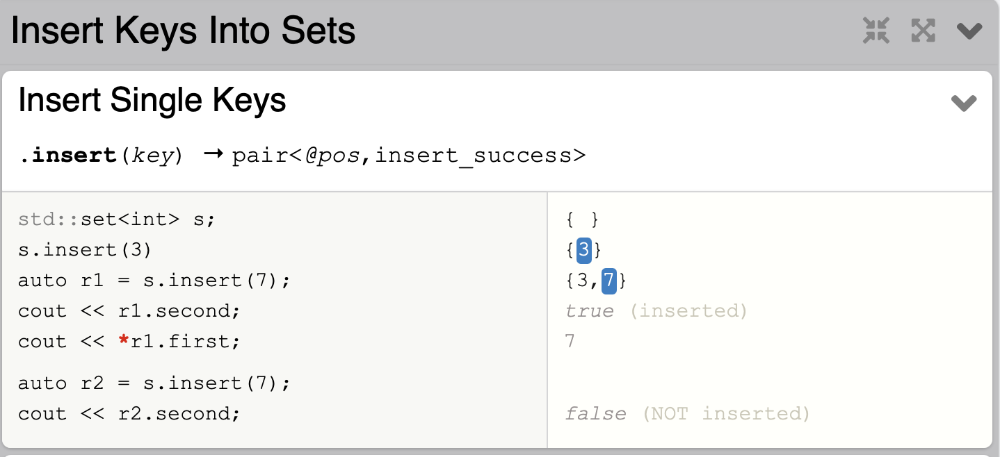 Insert Keys Into Sets
Insert Single Keys
.insert(key) → pair<@pos,insert_success>
std::set<int> s; { }
s.insert(3) {3}
auto r1 = s.insert(7); {3,7}
cout << r1.second; true (inserted)
cout << *r1.first; 7
auto r2 = s.insert(7);
cout << r2.second; false (NOT inserted)